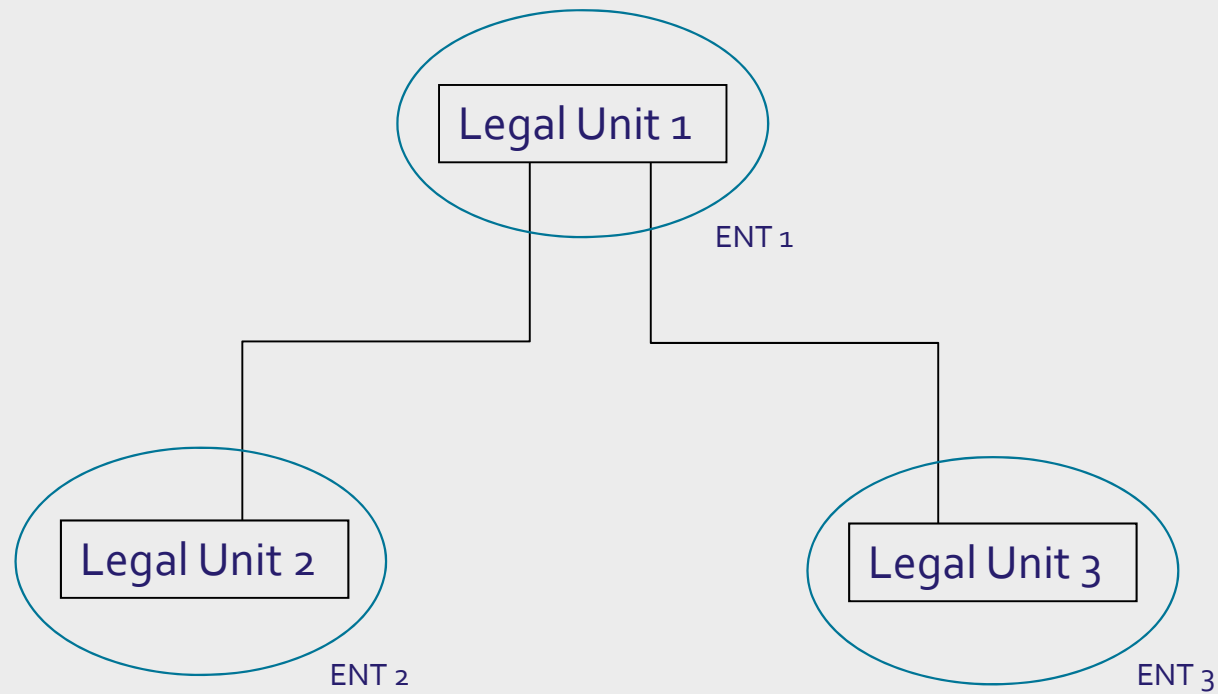 Legal Unit 1
ENT 1
Legal Unit 2
Legal Unit 3
ENT 2
ENT 3